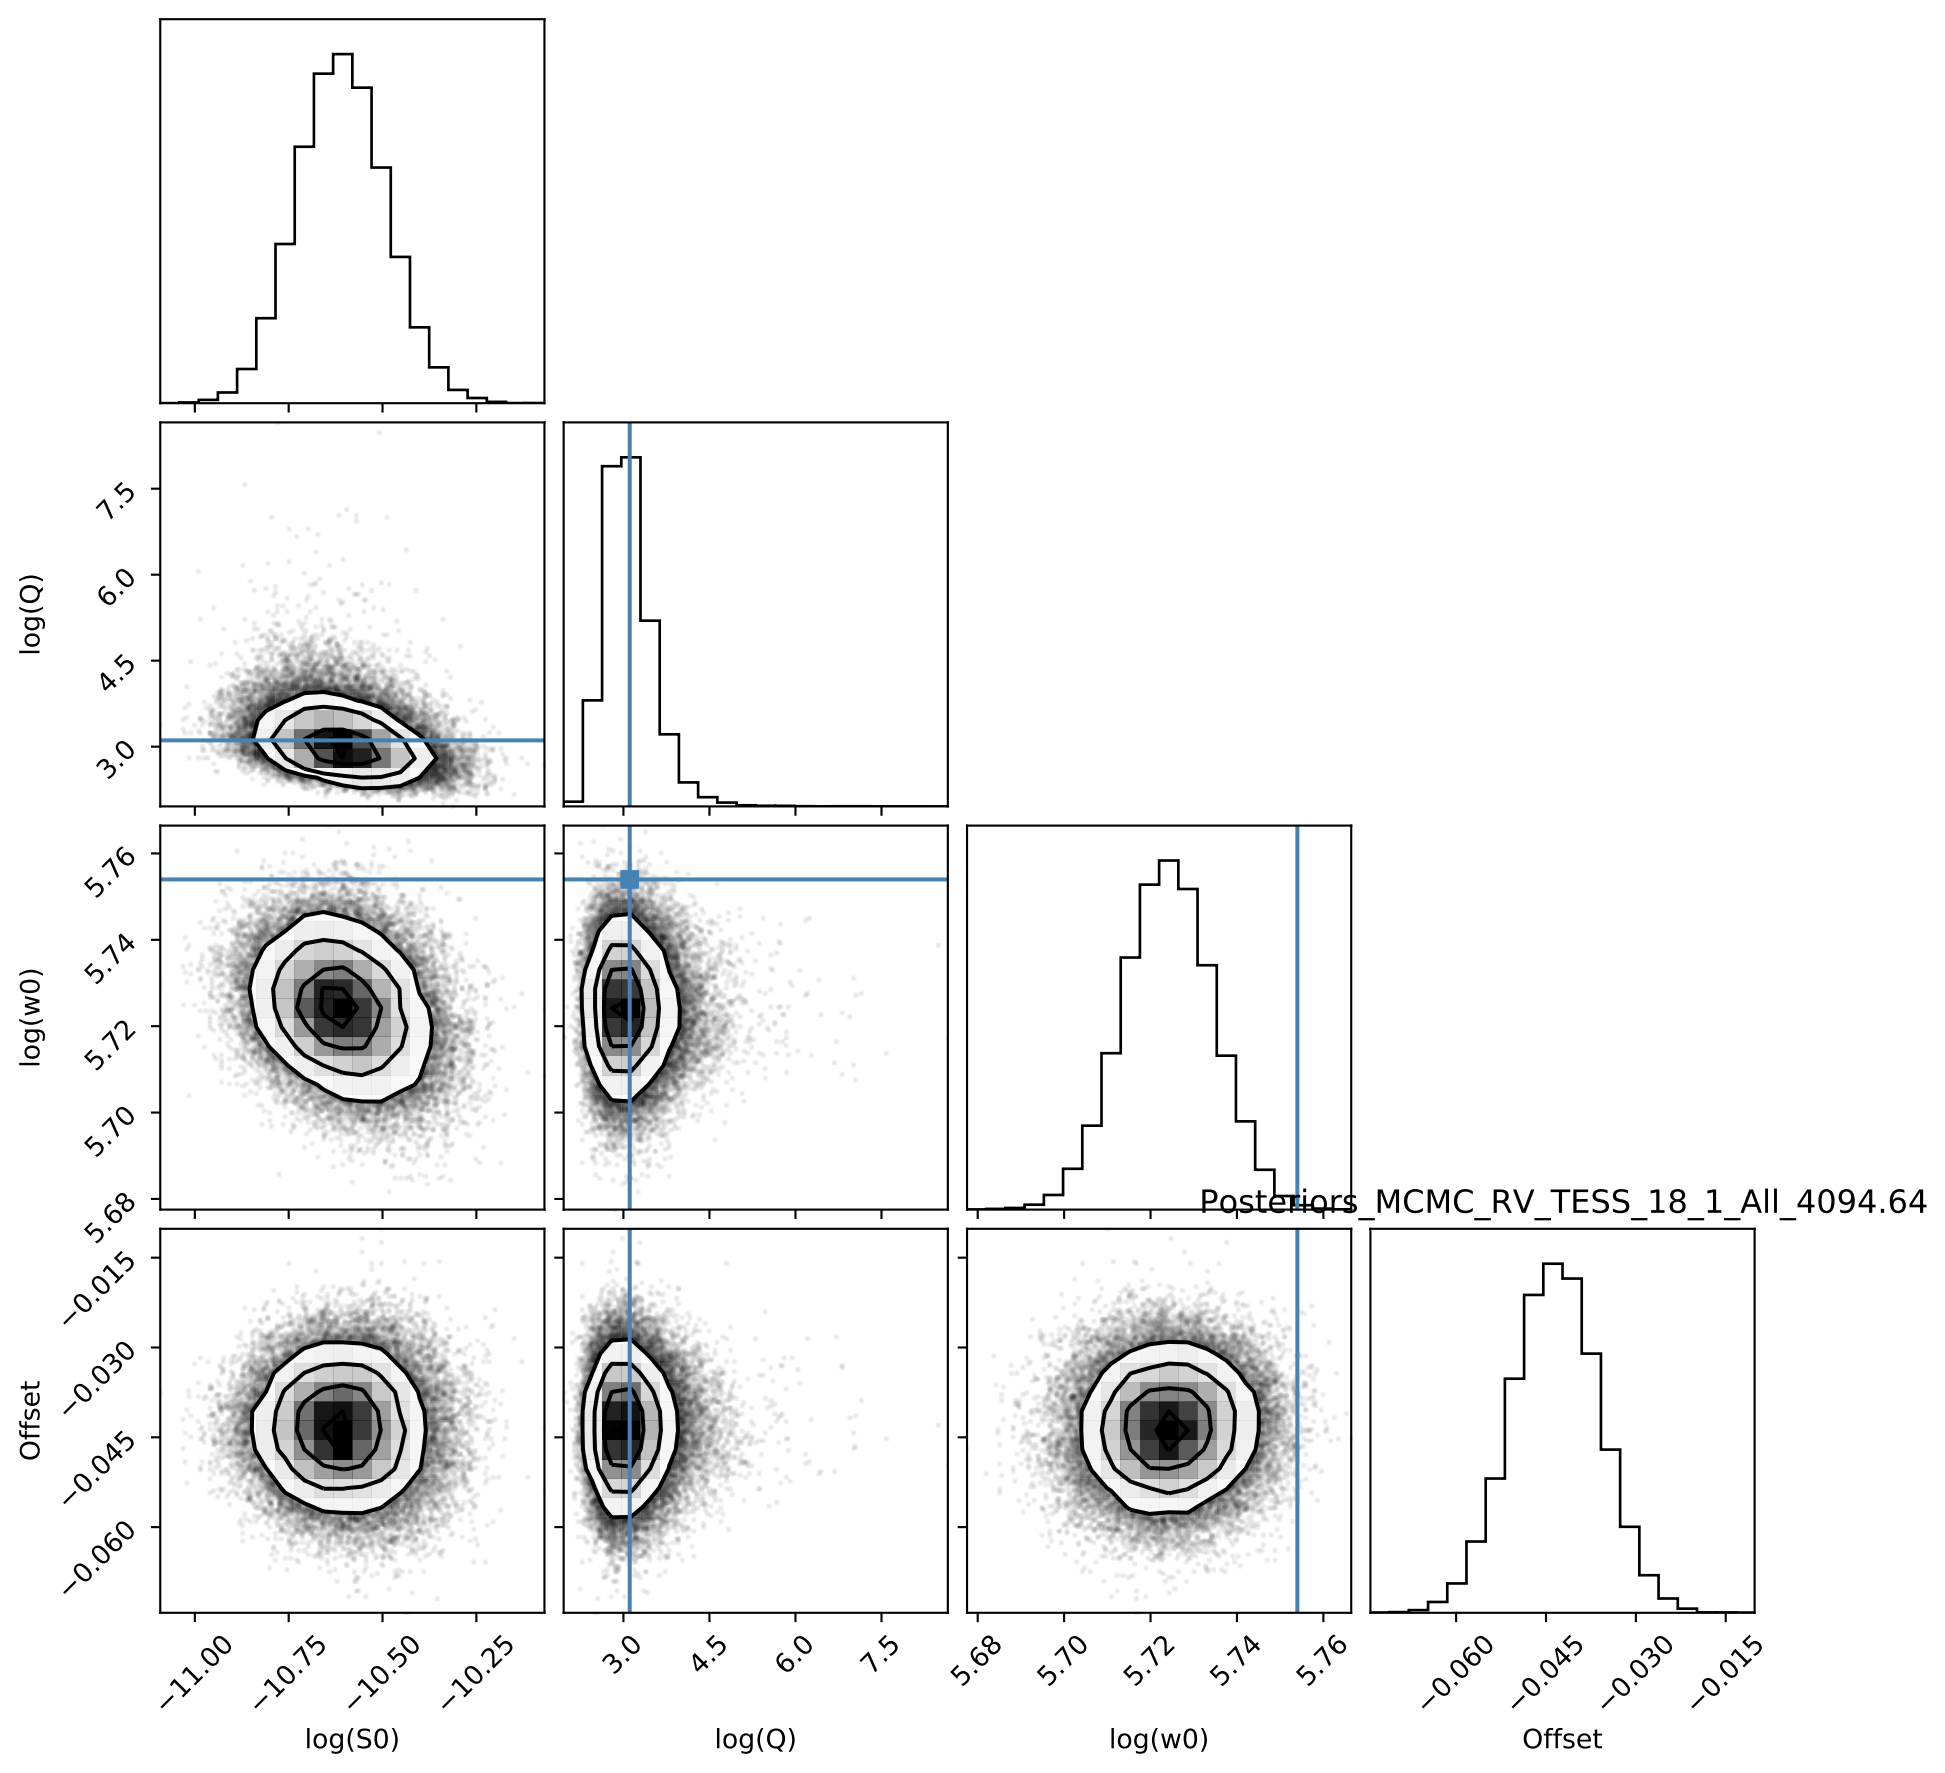 log(Q)
7.5
6.0
4.5
3.0
log(w0)
5.76
5.74
5.72
5.70
5.68
Posteriors_MCMC_RV_TESS_18_1_All_4094.64
Offset
−0.015
−0.030
−0.045
−0.060
−11.00 −10.75 −10.50 −10.25
3.0 4.5 6.0 7.5
5.68 5.70 5.72 5.74 5.76
−0.060 −0.045 −0.030 −0.015
log(S0) log(Q) log(w0) Offset